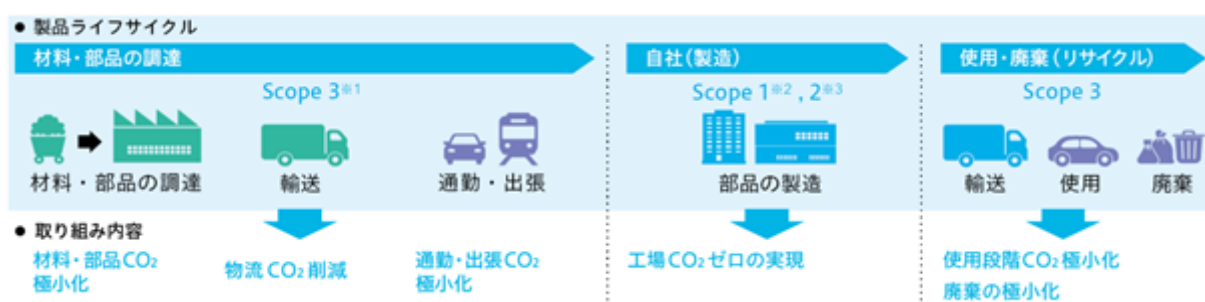 ● 製品ライフサイクル
材料・部品の調達
自社(製造)
使用・廃棄(リサイクル)
Scope 3※1
Scope 1※2 , 2※3
Scope 3
材料・部品の調達
輸送
通勤・出張
部品の製造
輸送
使用
廃棄
● 取り組み内容
材料・部品CO₂
極小化
物流CO₂削減
通勤・出張CO₂
極小化
工場CO₂ゼロの実現
使用段階CO₂極小化
廃棄の極小化